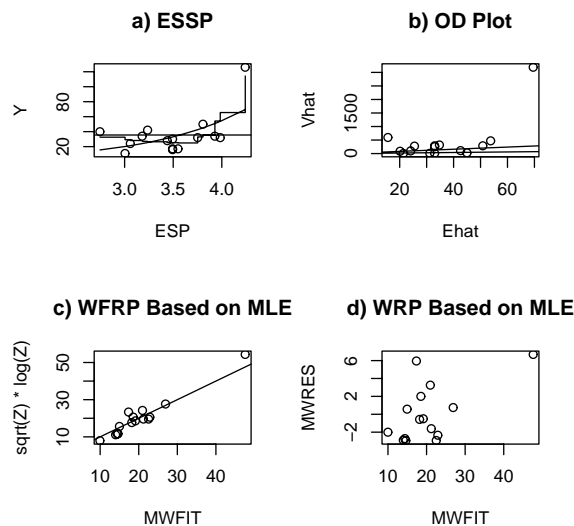 a) ESSP
Y
20
80
3.0
3.5
4.0
ESP
b) OD Plot
Vhat
0
1500
20
40
60
Ehat
c) WFRP Based on MLE
sqrt(Z) * log(Z)
10
30
50
10
20
30
40
MWFIT
d) WRP Based on MLE
MWRES
−2
2
6
10
20
30
40
MWFIT